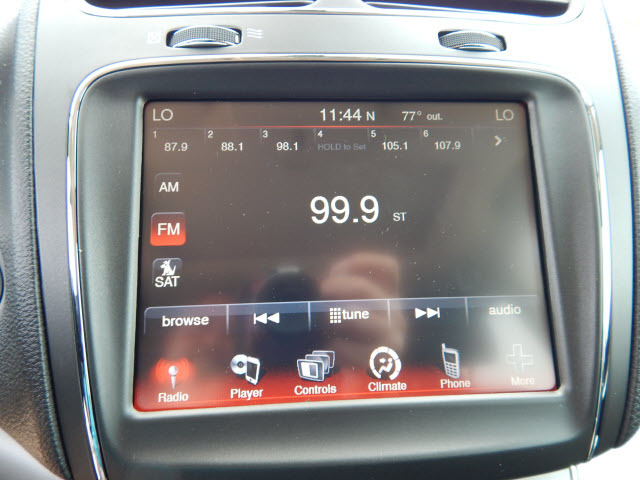 LO 11:44 N 77° out. LO
1 2 3 4 5 6
87.9 88.1 98.1 HOLD to Set 105.1 107.9 >
AM
99.9 ST
FM
SAT
browse tune audio
Radio Player Controls Climate Phone More